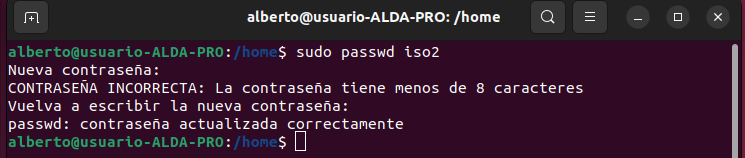 alberto@usuario-ALDA-PRO: /home
alberto@usuario-ALDA-PRO:/home$ sudo passwd iso2
Nueva contraseña:
CONTRASEÑA INCORRECTA: La contraseña tiene menos de 8 caracteres
Vuelva a escribir la nueva contraseña:
passwd: contraseña actualizada correctamente
alberto@usuario-ALDA-PRO:/home$